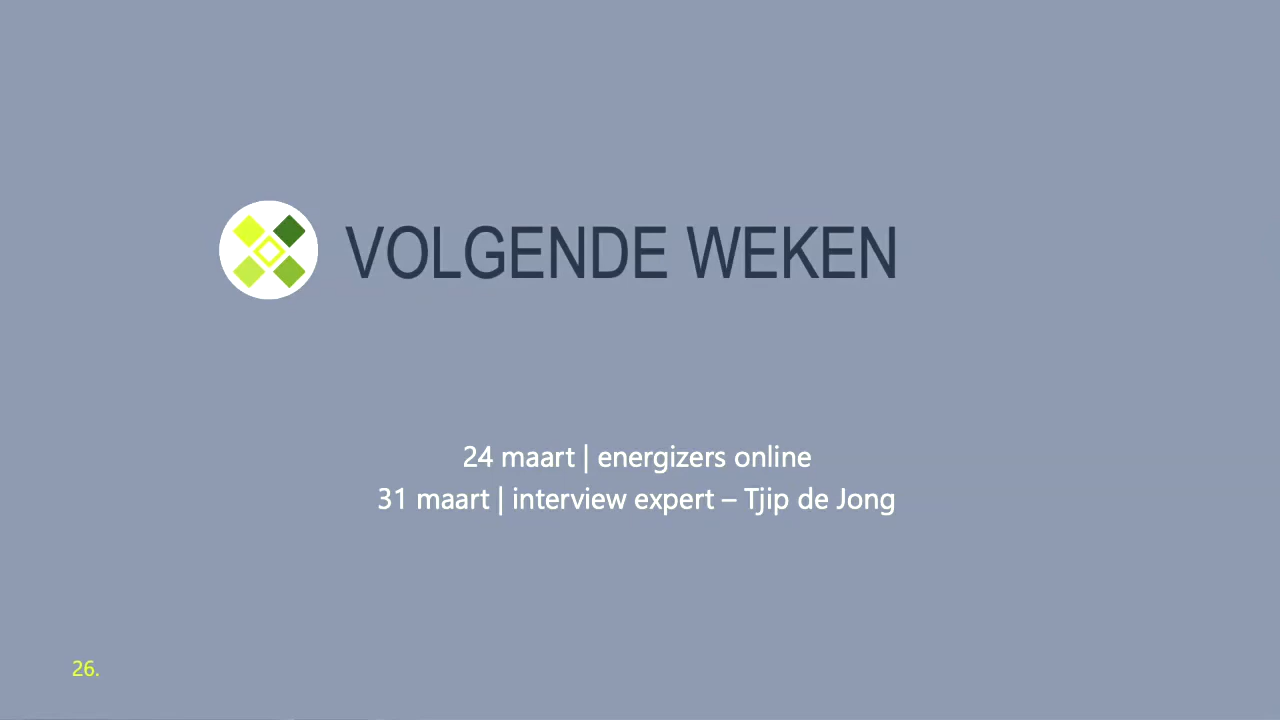 VOLGENDE WEKEN
24 maart | energizers online
31 maart | interview expert – Tjip de Jong
26.